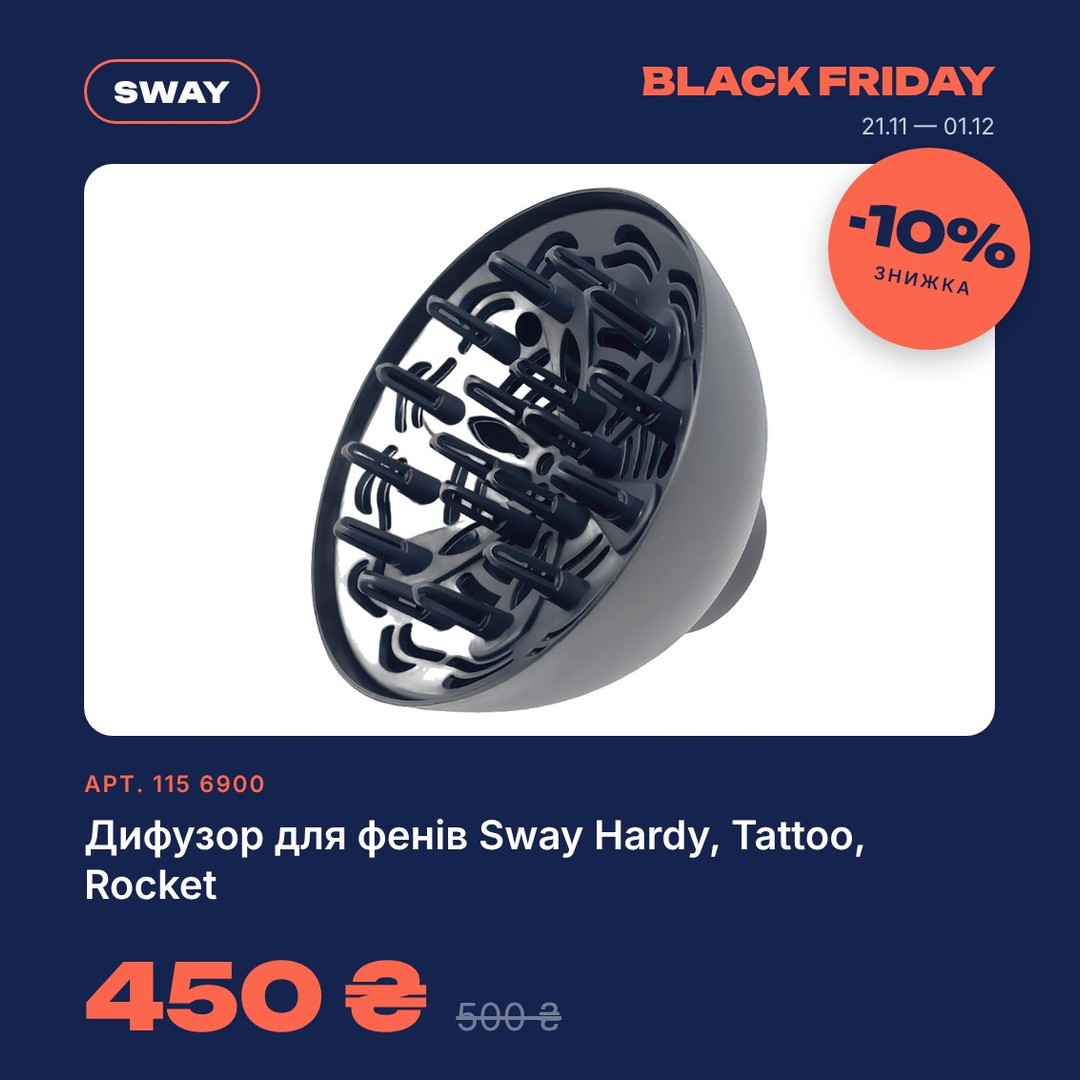 SWAY
BLACK FRIDAY
21.11 — 01.12
-10%
ЗНИЖКА
АРТ. 115 6900
Дифузор для фенів Sway Hardy, Tattoo,
Rocket
450 ₴
500 ₴